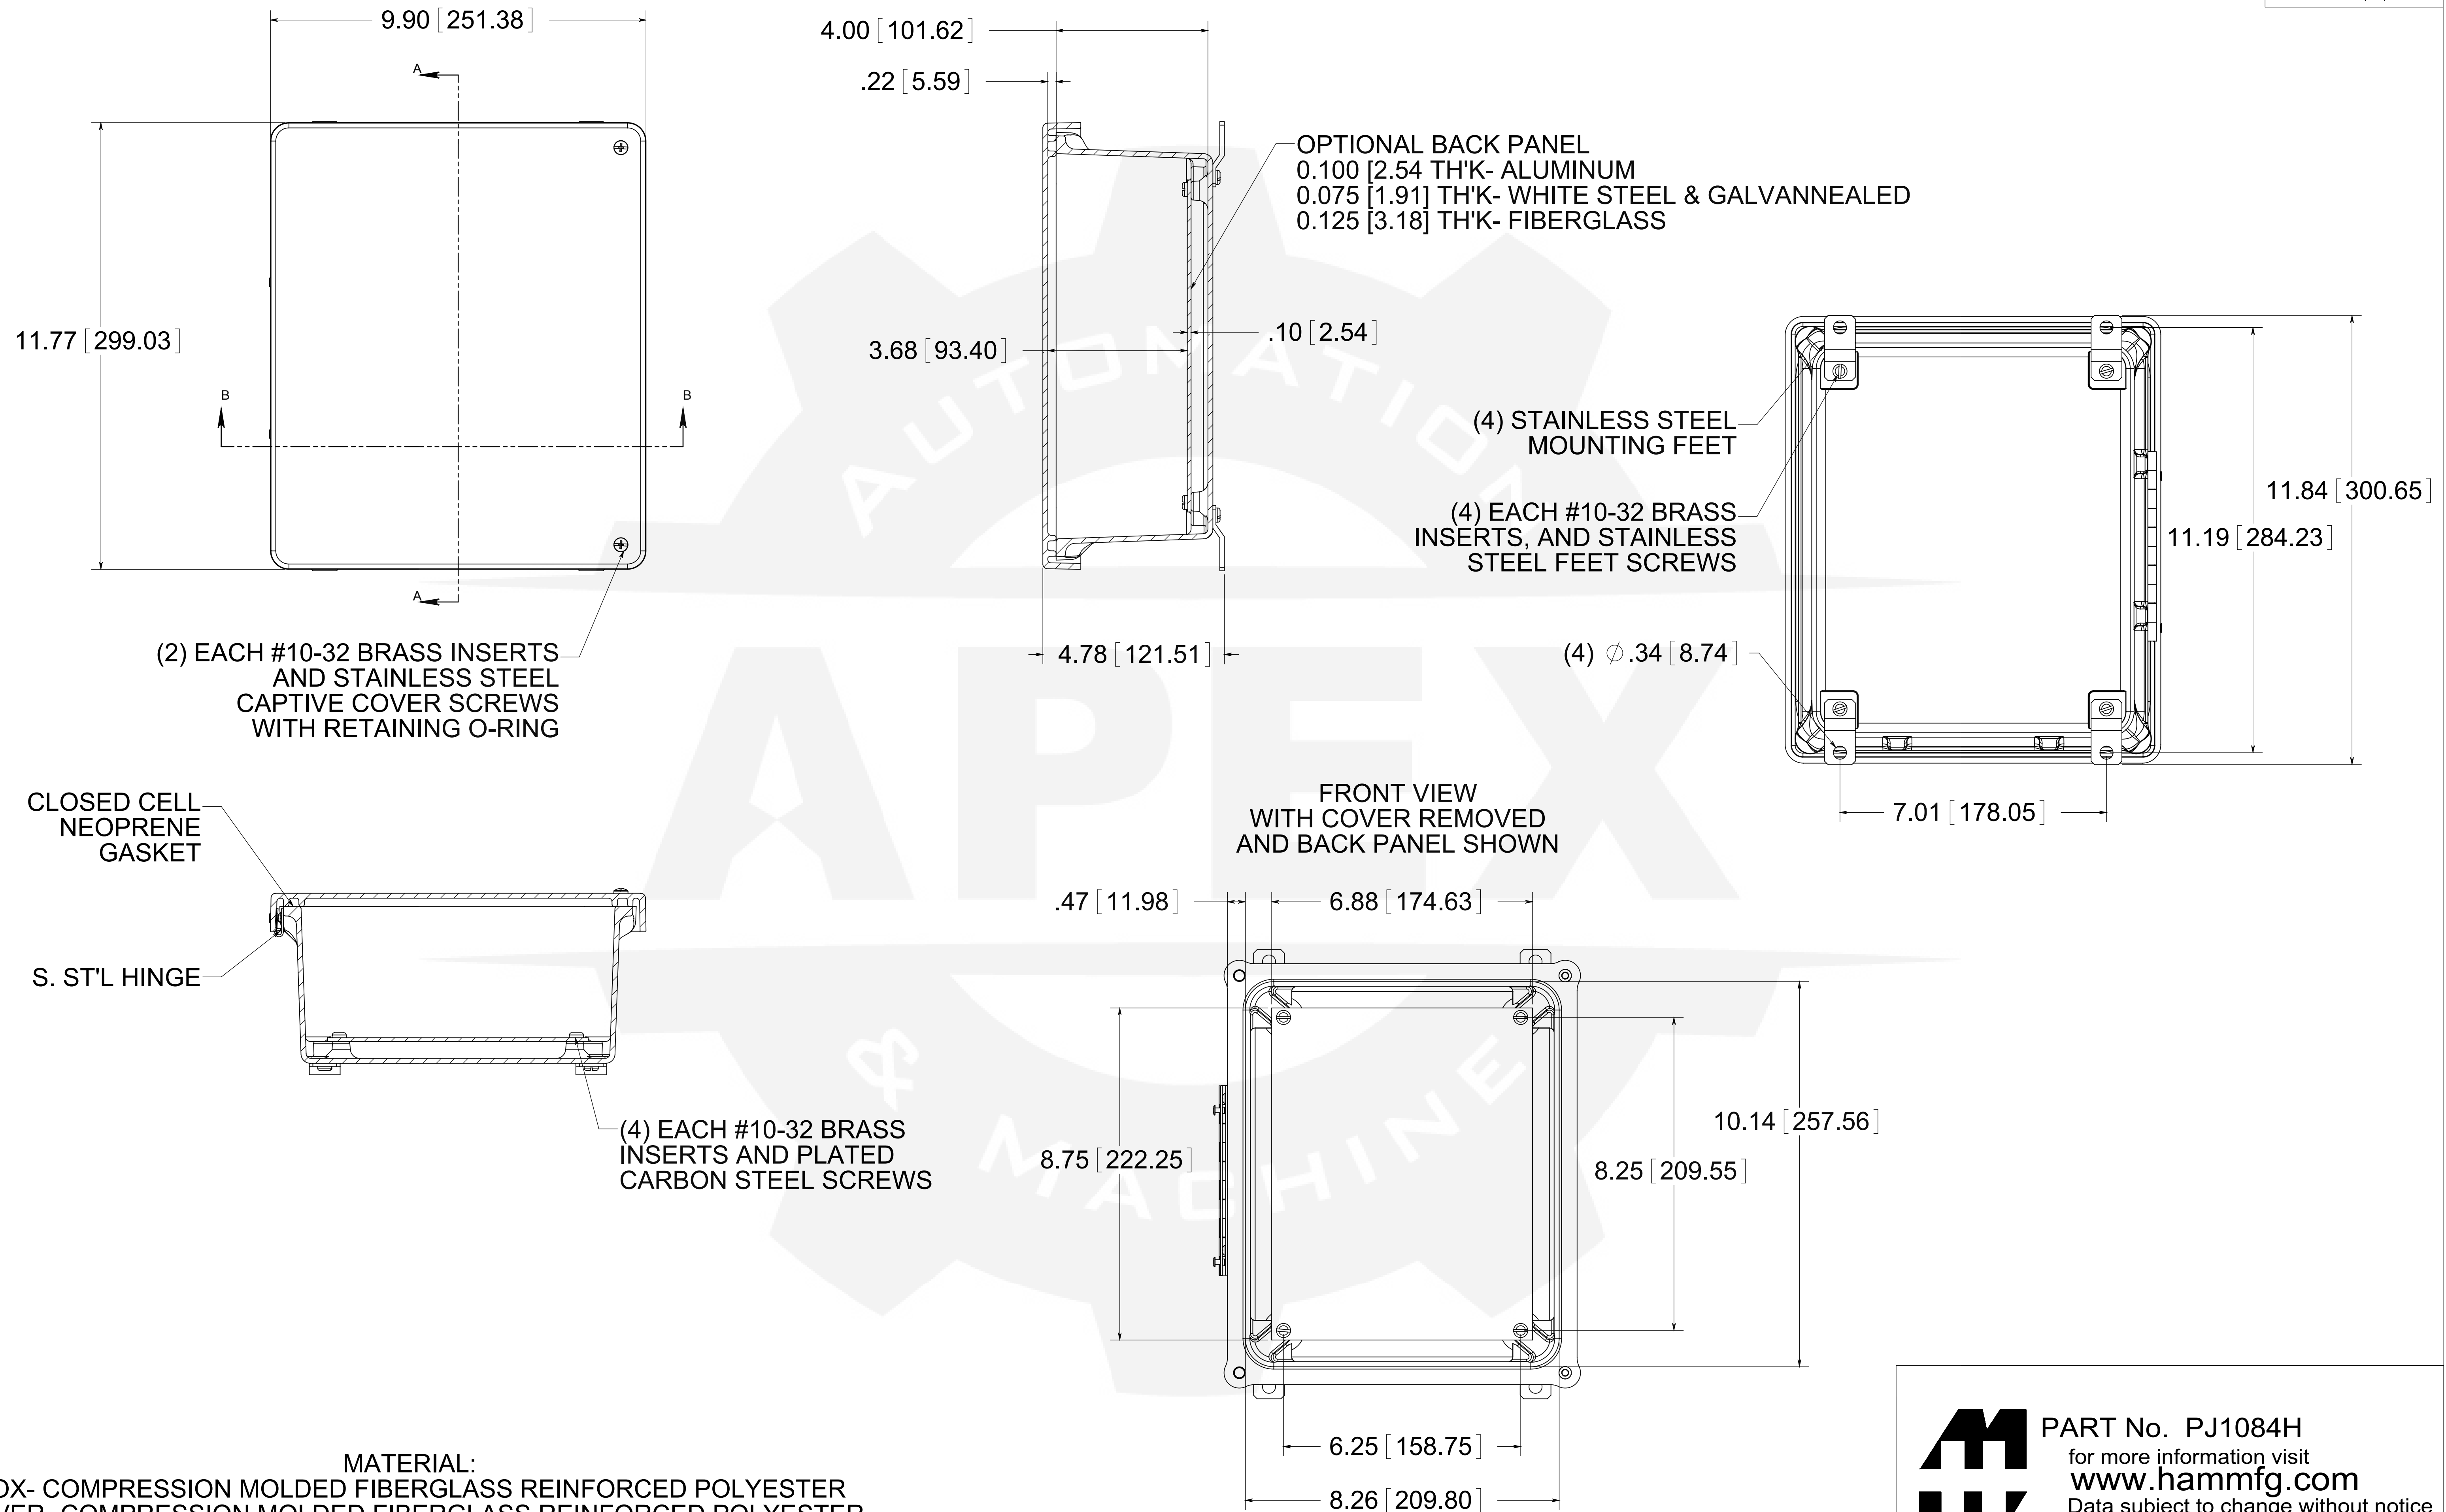 9.90 [251.38]
A
11.77 [299.03]
B
B
A
(2) EACH #10-32 BRASS INSERTS
AND STAINLESS STEEL
CAPTIVE COVER SCREWS
WITH RETAINING O-RING
4.00 [101.62]
.22 [5.59]
OPTIONAL BACK PANEL
0.100 [2.54 TH'K- ALUMINUM
0.075 [1.91] TH'K- WHITE STEEL & GALVANNEALED
0.125 [3.18] TH'K- FIBERGLASS
3.68 [93.40]
.10 [2.54]
4.78 [121.51]
(4) STAINLESS STEEL
MOUNTING FEET
(4) EACH #10-32 BRASS
INSERTS, AND STAINLESS
STEEL FEET SCREWS
(4) ∅.34 [8.74]
11.84 [300.65]
11.19 [284.23]
7.01 [178.05]
CLOSED CELL
NEOPRENE
GASKET
S. ST'L HINGE
(4) EACH #10-32 BRASS
INSERTS AND PLATED
CARBON STEEL SCREWS
FRONT VIEW
WITH COVER REMOVED
AND BACK PANEL SHOWN
.47 [11.98]
6.88 [174.63]
8.75 [222.25]
10.14 [257.56]
8.25 [209.55]
6.25 [158.75]
8.26 [209.80]
AUTOMATION
APEX
& MACHINE
MATERIAL:
COMPRESSION MOLDED FIBERGLASS REINFORCED POLYESTER
COMPRESSION MOLDED FIBERGLASS REINFORCED POLYESTER
PART No. PJ1084H
for more information visit
www.hammfg.com
Data subject to change without notice